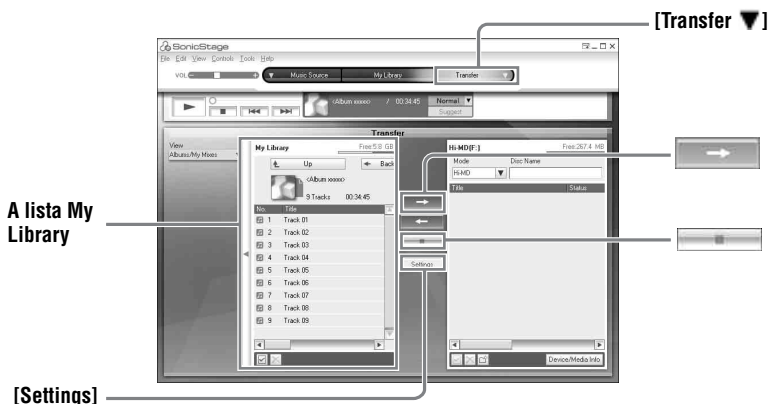 [Transfer ▼]
SonicStage
File Edit View Controls Tools Help
VOL
Music Source
My Library
Transfer
<Album xxxxx> / 00:34:45
Normal
Suggest
Transfer
View
Albums/My Mixes
My Library
Free:5.8 GB
Up
Back
<Album xxxxx>
9 Tracks 00:34:45
No. Title
1 Track 01
2 Track 02
3 Track 03
4 Track 04
5 Track 05
6 Track 06
7 Track 07
8 Track 08
9 Track 09
Settings
Hi-MD[F:]
Free:267.4 MB
Mode
Disc Name
Hi-MD
Title
Status
Device/Media Info
A lista My
Library
[Settings]